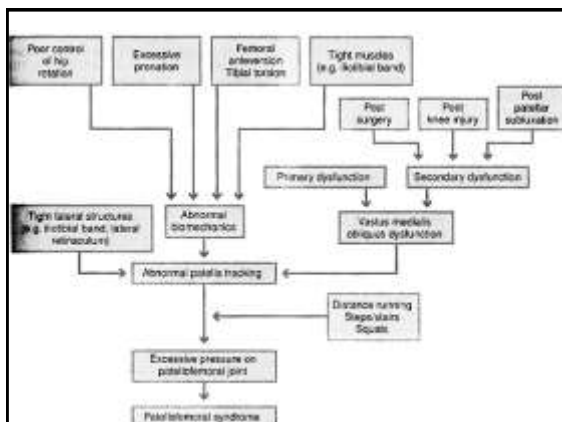 Poor control
of hip
rotation
Excessive
pronation
Femoral
anteversion
Tibial torsion
Tight muscles
(e.g. iliotibial band)
Post
surgery
Post
knee injury
Post
patellar
subluxation
Primary dysfunction
Secondary dysfunction
Tight lateral structures
(e.g. iliotibial band, lateral
retinaculum)
Abnormal
biomechanics
Vastus medialis
obliquus dysfunction
Abnormal patella tracking
Distance running
Steps/stairs
Squats
Excessive pressure on
patellofemoral joint
Patellofemoral syndrome